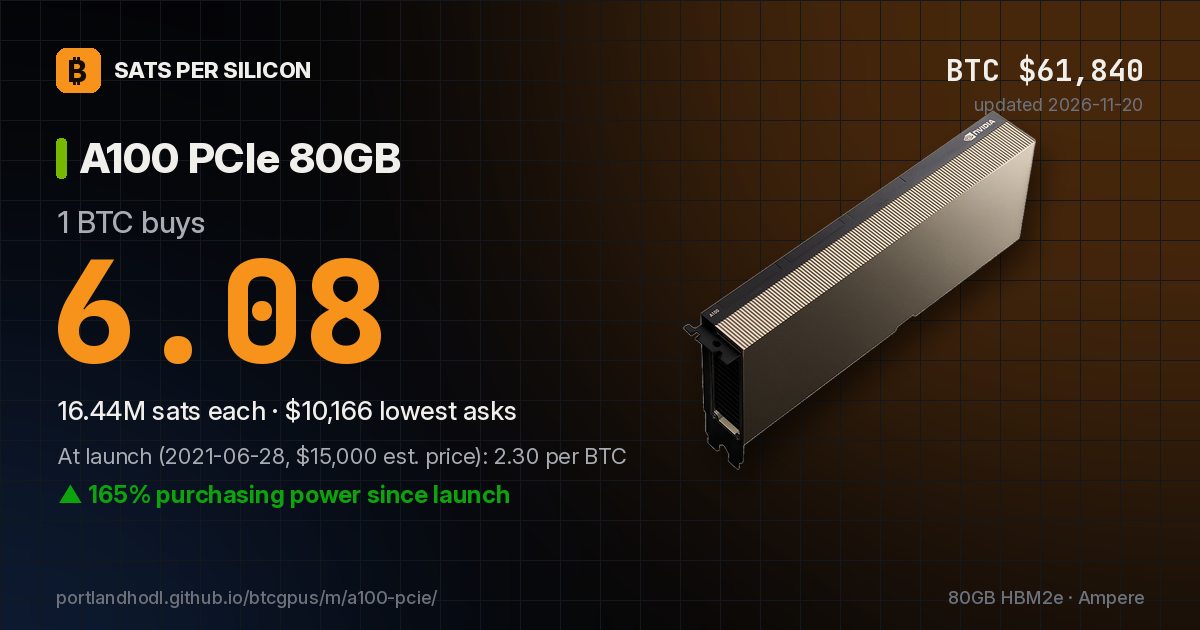 SATS PER SILICON
BTC $61,840
updated 2026-11-20
A100 PCIe 80GB
1 BTC buys
6.08
16.44M sats each · $10,166 lowest asks
At launch (2021-06-28, $15,000 est. price): 2.30 per BTC
▲ 165% purchasing power since launch
NVIDIA
A100
portlandhodl.github.io/btcgpus/m/a100-pcie/
80GB HBM2e · Ampere